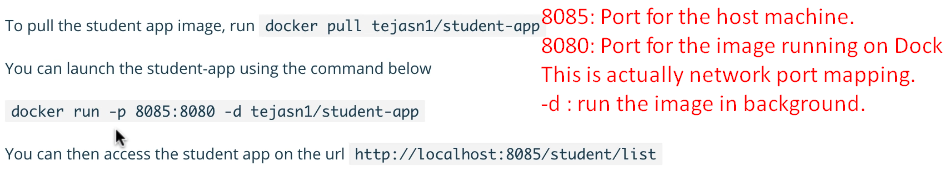 To pull the student app image, run docker pull tejasn1/student-app
You can launch the student-app using the command below
docker run -p 8085:8080 -d tejasn1/student-app
You can then access the student app on the url http://localhost:8085/student/list
8085: Port for the host machine.
8080: Port for the image running on Dock
This is actually network port mapping.
-d : run the image in background.